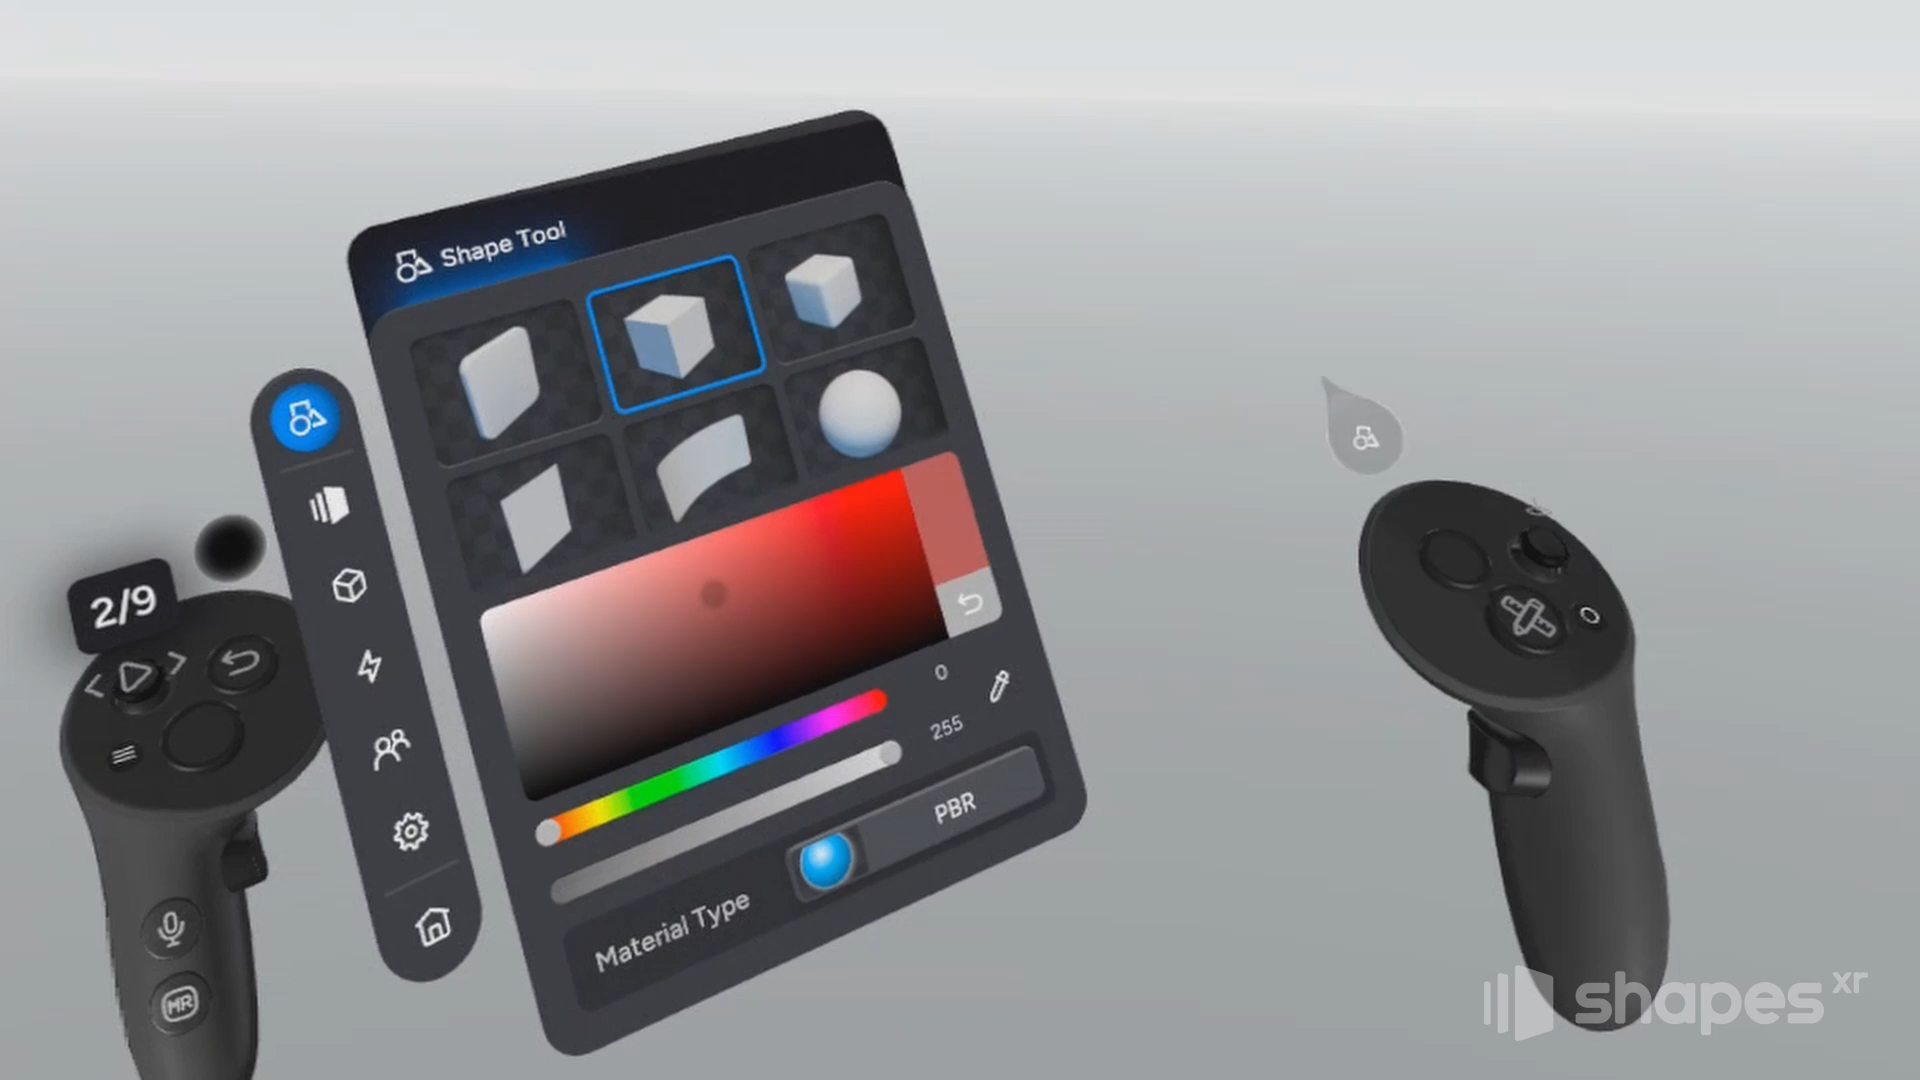 Shape Tool
2/9
0
255
PBR
Material Type
MR
shapes xr